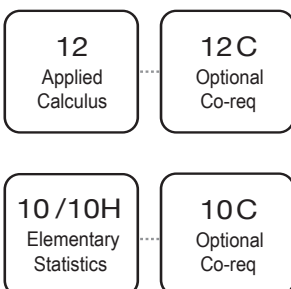 12
Applied
Calculus
12C
Optional
Co-req
10/10H
Elementary
Statistics
10C
Optional
Co-req